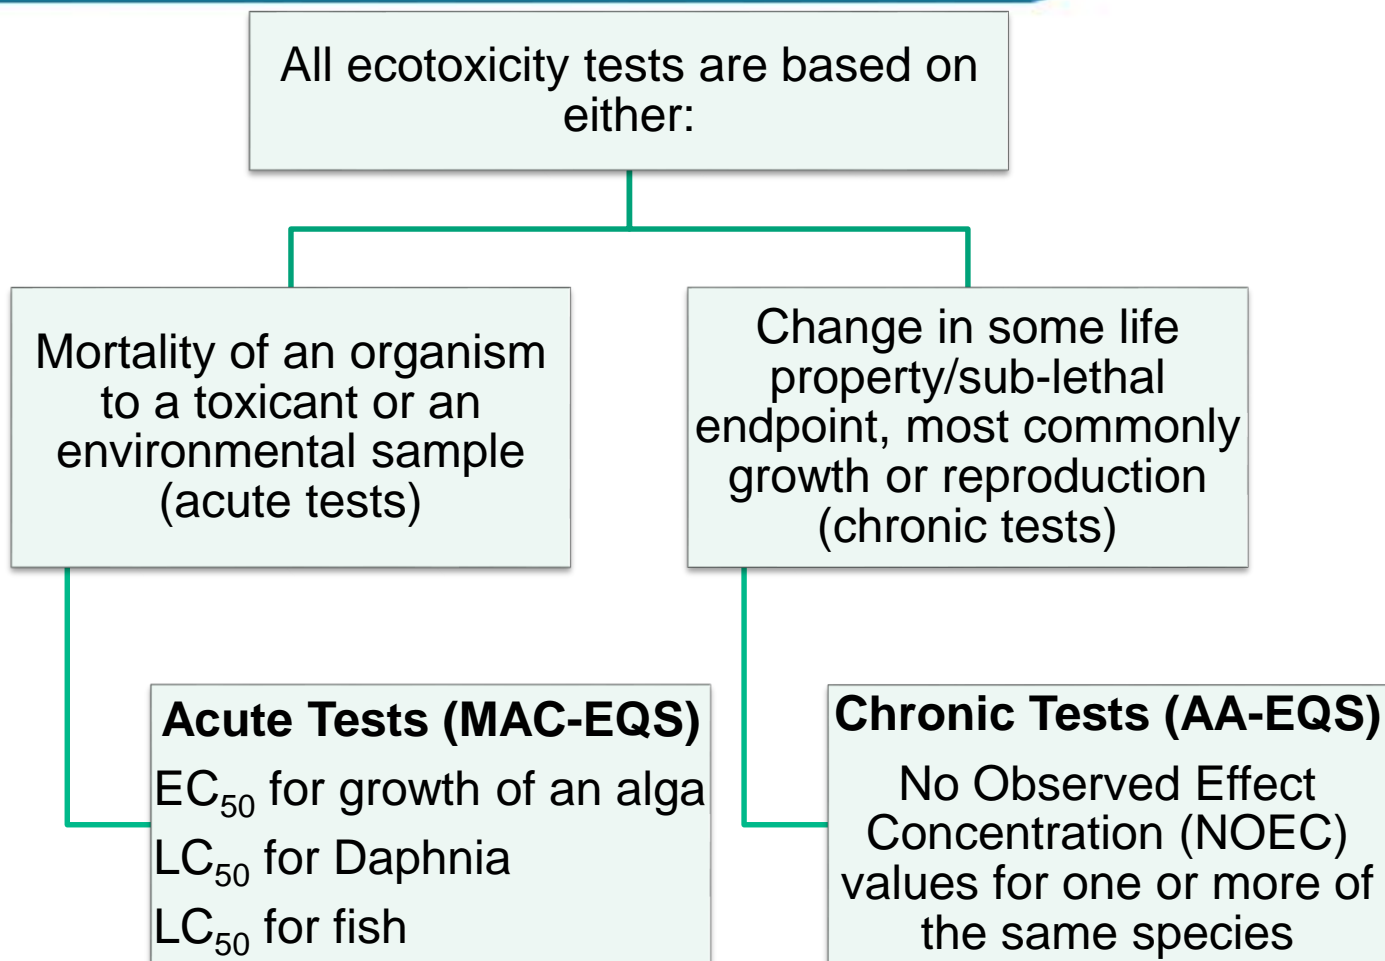 All ecotoxicity tests are based on
either:
Mortality of an organism
to a toxicant or an
environmental sample
(acute tests)
Change in some life
property/sub-lethal
endpoint, most commonly
growth or reproduction
(chronic tests)
Acute Tests (MAC-EQS)
EC50 for growth of an alga
LC50 for Daphnia
LC50 for fish
Chronic Tests (AA-EQS)
No Observed Effect
Concentration (NOEC)
values for one or more of
the same species